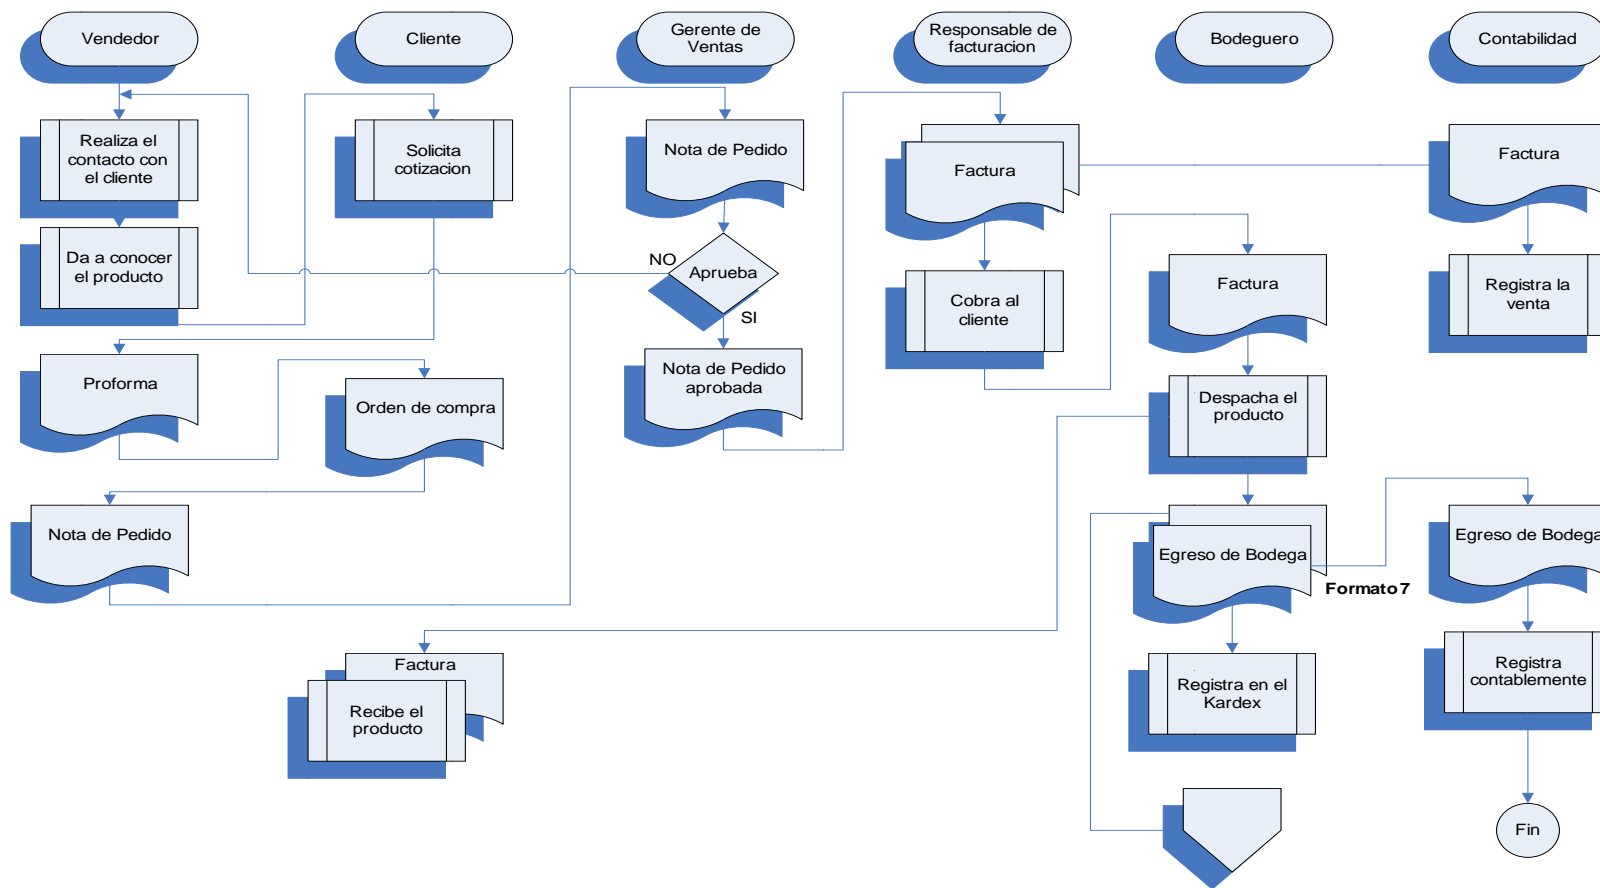 Vendedor
Cliente
Gerente de
Ventas
Responsable de
facturacion
Bodeguero
Contabilidad
Realiza el
contacto con
el cliente
Solicita
cotizacion
Nota de Pedido
Factura
Factura
Da a conocer
el producto
NO
Aprueba
SI
Cobra al
cliente
Factura
Registra la
venta
Proforma
Orden de compra
Nota de Pedido
aprobada
Despacha el
producto
Nota de Pedido
Egreso de Bodega
Formato7
Egreso de Bodega
Factura
Recibe el
producto
Registra en el
Kardex
Registra
contablemente
Fin